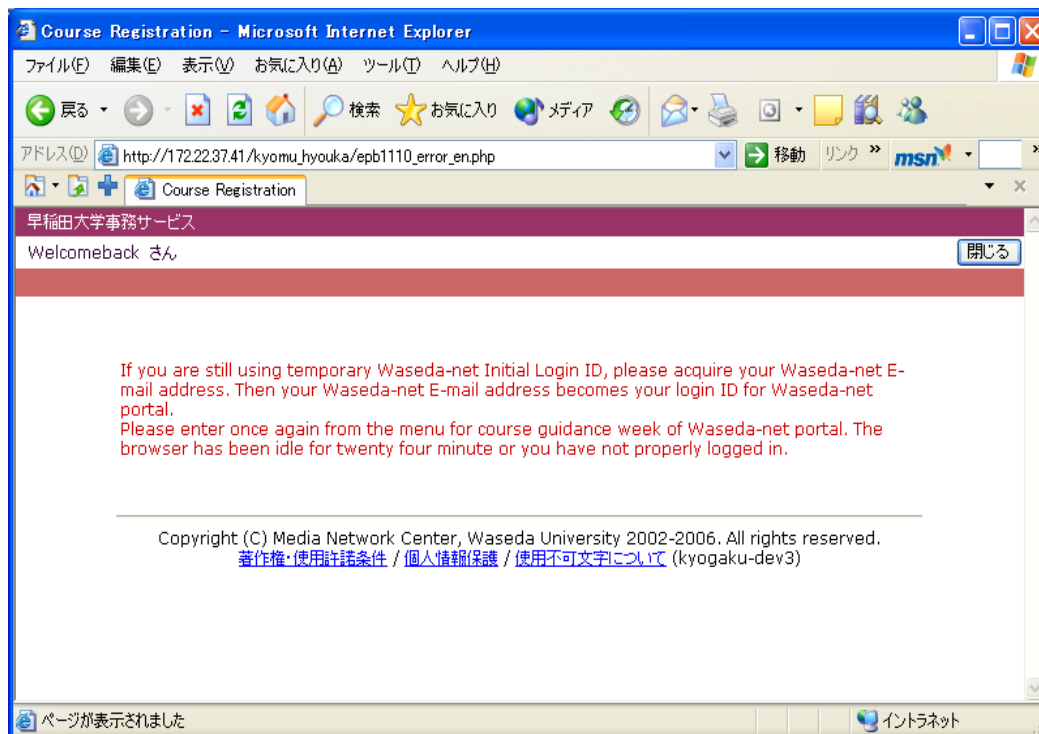 Course Registration - Microsoft Internet Explorer
ファイル(F) 編集(E) 表示(V) お気に入り(A) ツール(T) ヘルプ(H)
戻る 検索 お気に入り メディア
アドレス(D) http://172.22.37.41/kyomu_hyouka/epb1110_error_en.php 移動 リンク » msn »
Course Registration
早稲田大学事務サービス
Welcomeback さん 閉じる
If you are still using temporary Waseda-net Initial Login ID, please acquire your Waseda-net E-
mail address. Then your Waseda-net E-mail address becomes your login ID for Waseda-net
portal.
Please enter once again from the menu for course guidance week of Waseda-net portal. The
browser has been idle for twenty four minute or you have not properly logged in.
Copyright (C) Media Network Center, Waseda University 2002-2006. All rights reserved.
著作権・使用許諾条件 / 個人情報保護 / 使用不可文字について (kyogaku-dev3)
ページが表示されました イントラネット